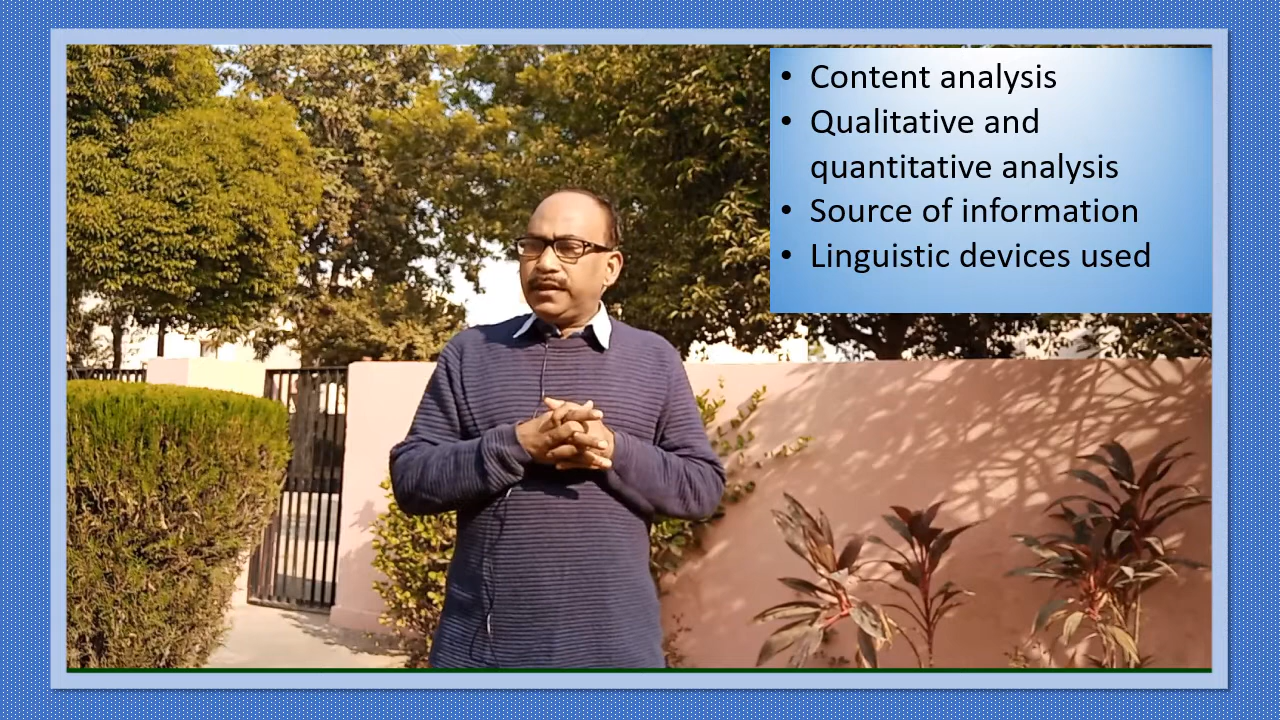 • Content analysis
• Qualitative and
quantitative analysis
• Source of information
• Linguistic devices used